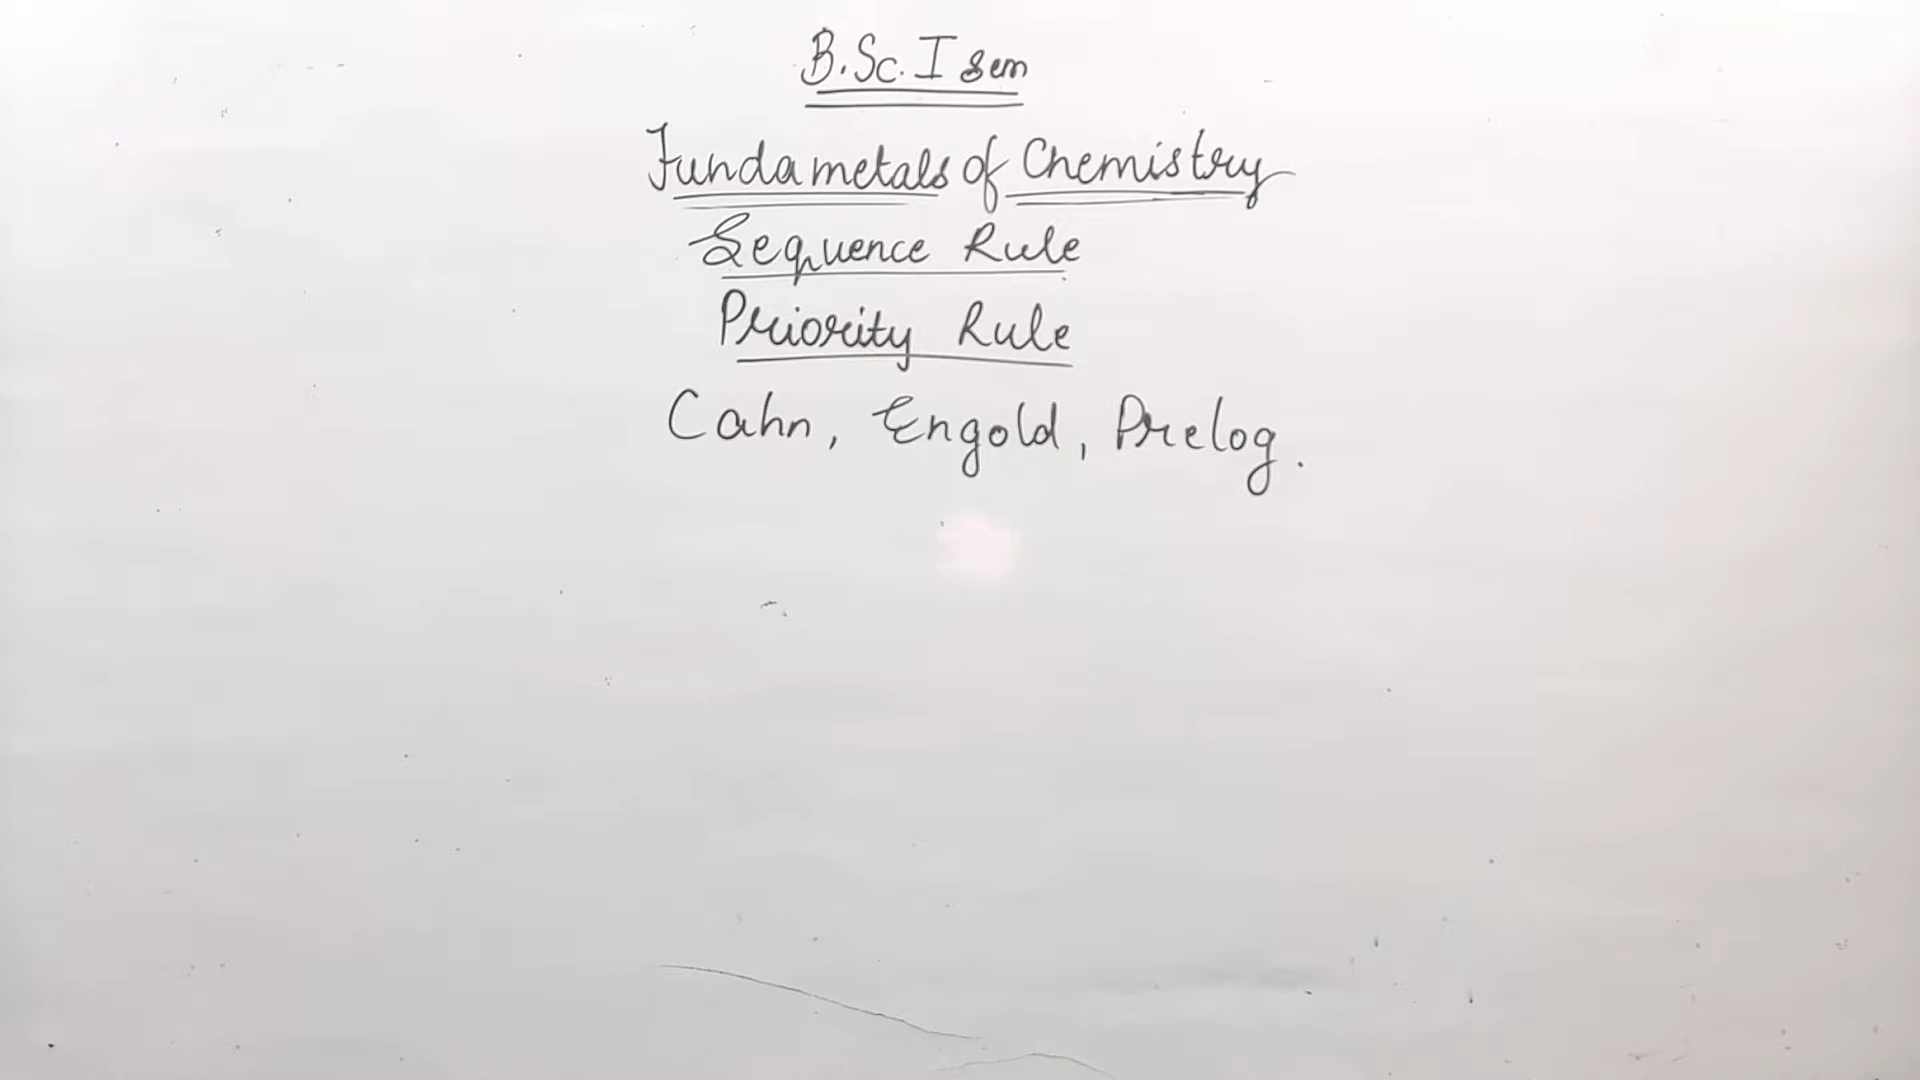 B.Sc. I sem
Fundametals of Chemistry
Sequence Rule
Priority Rule
Cahn, Engold, Prelog.